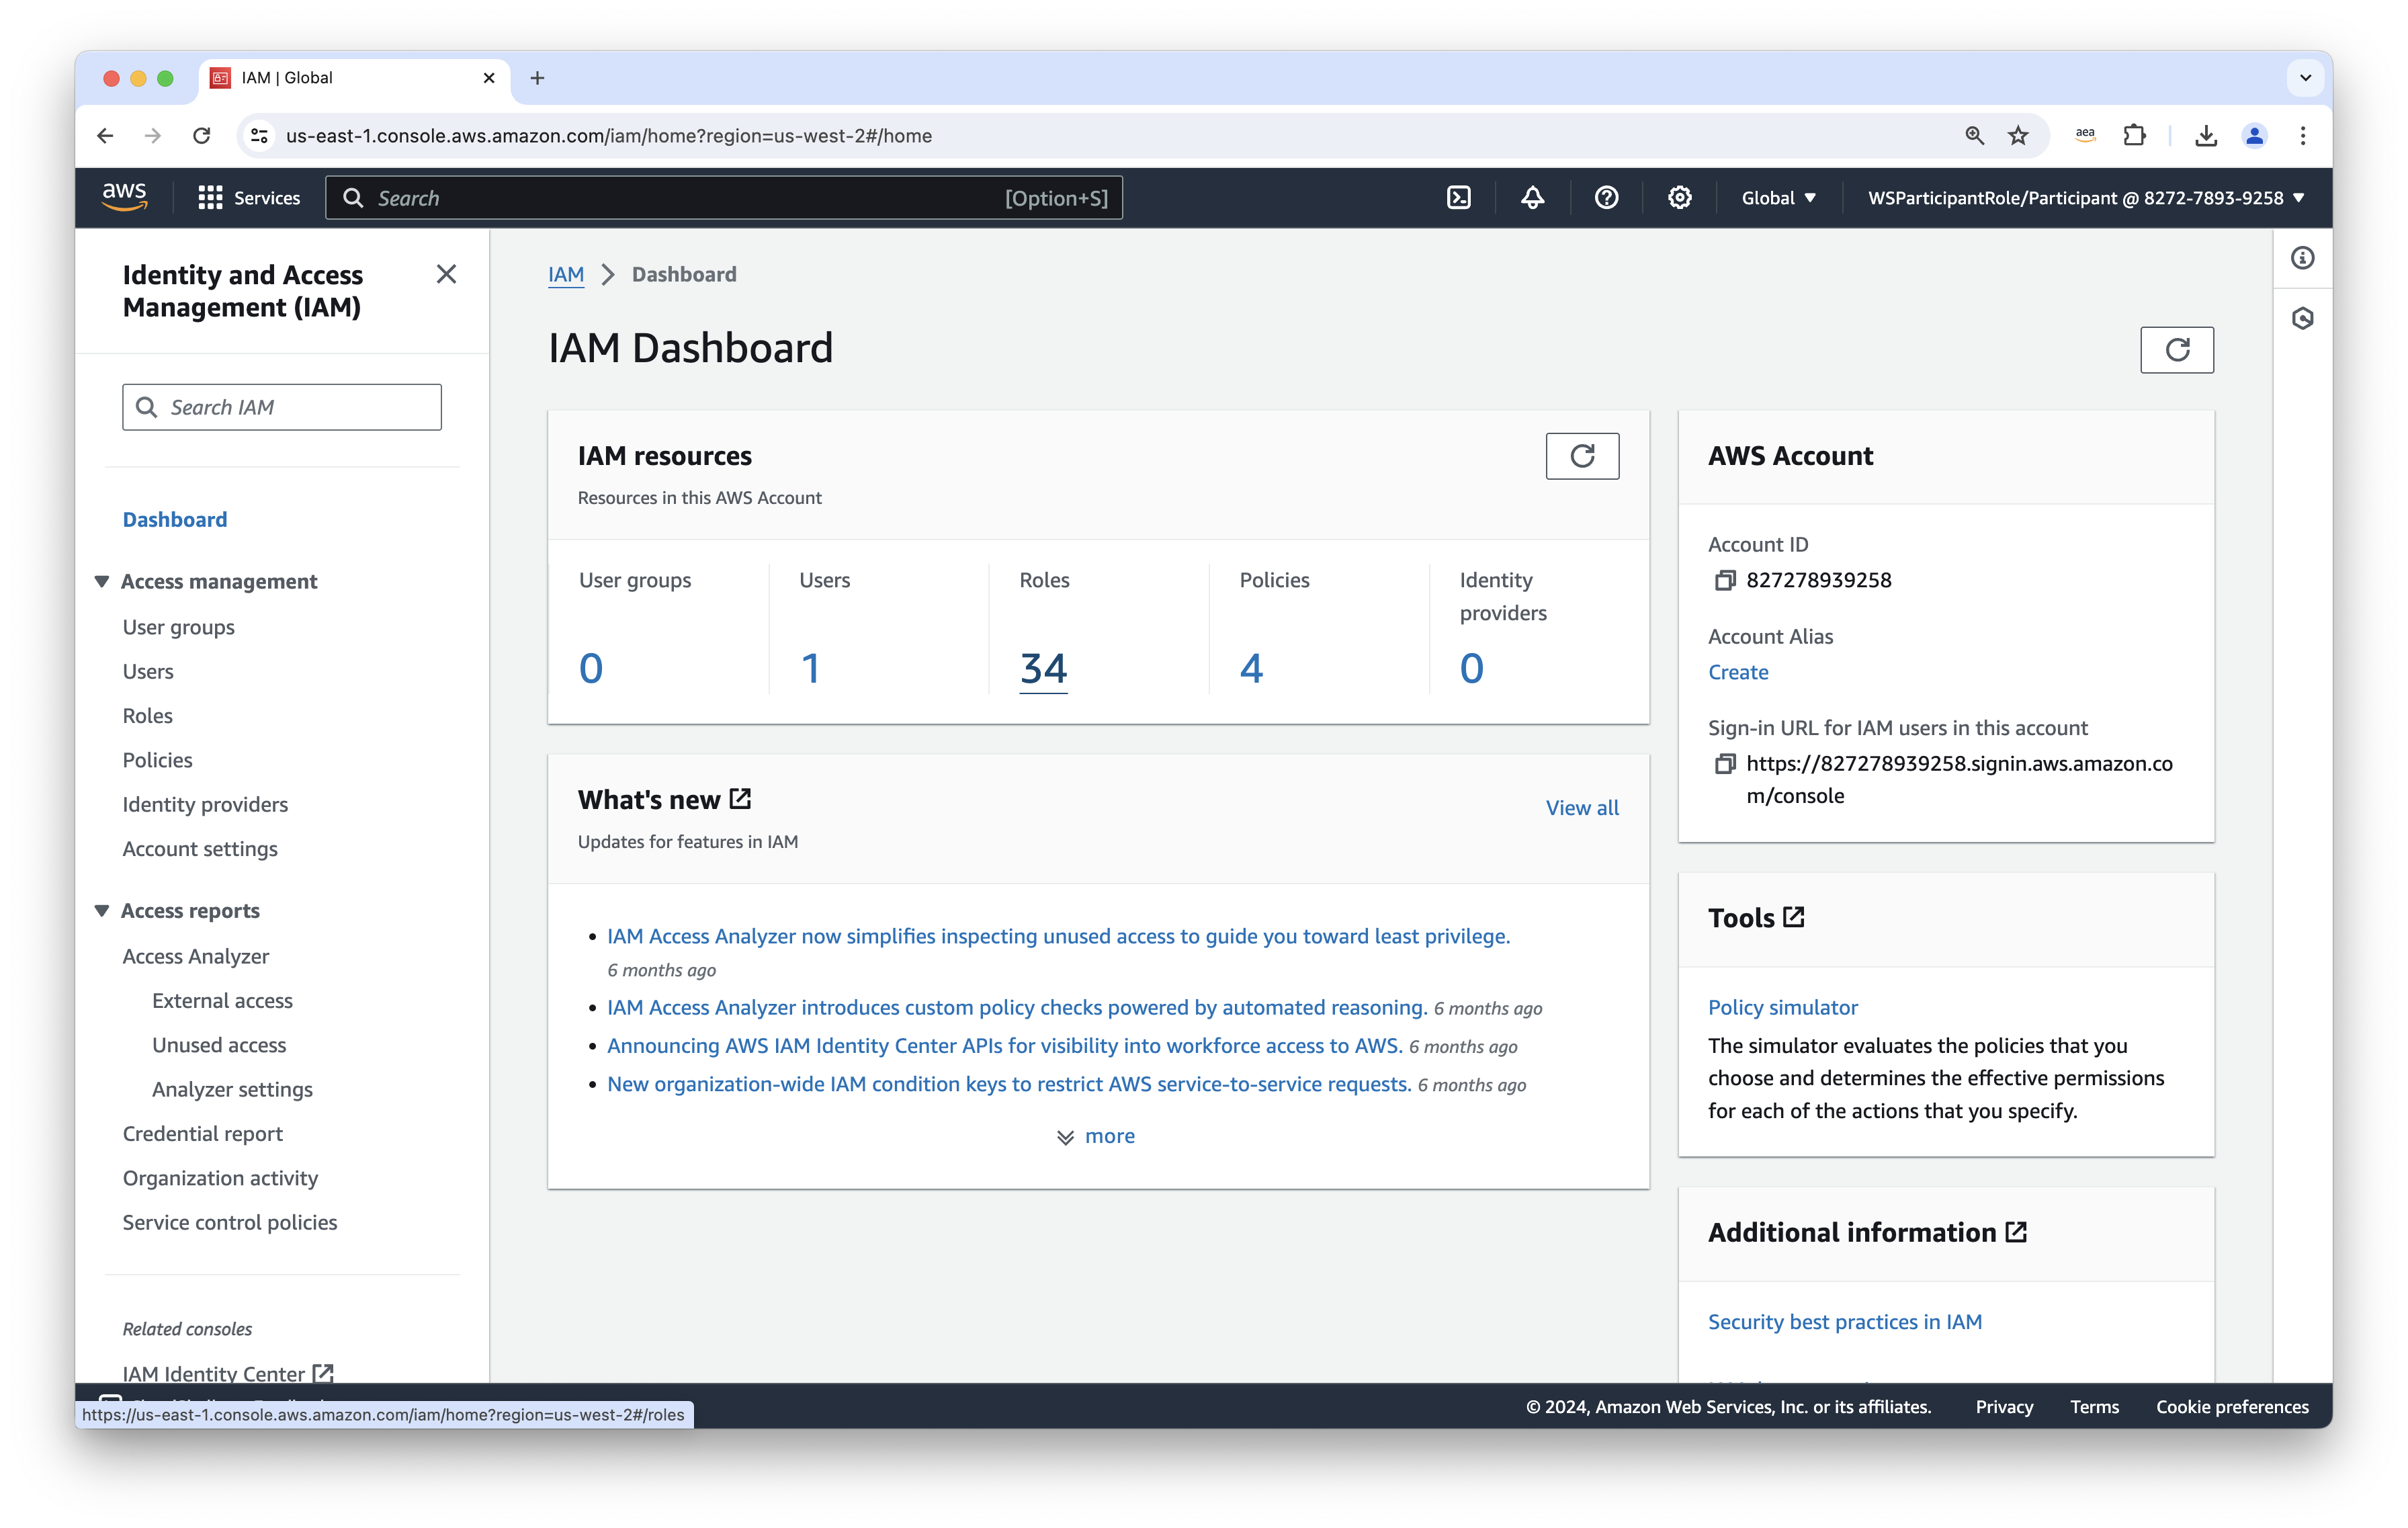 IAM | Global
us-east-1.console.aws.amazon.com/iam/home?region=us-west-2#/home
aea
aws
Services
Search
[Option+S]
Global
WSParticipantRole/Participant @ 8272-7893-9258
Identity and Access
Management (IAM)
Search IAM
Dashboard
Access management
User groups
Users
Roles
Policies
Identity providers
Account settings
Access reports
Access Analyzer
External access
Unused access
Analyzer settings
Credential report
Organization activity
Service control policies
Related consoles
IAM Identity Center
IAM > Dashboard
IAM Dashboard
IAM resources
Resources in this AWS Account
User groups
0
Users
1
Roles
34
Policies
4
Identity
providers
0
What's new
View all
Updates for features in IAM
• IAM Access Analyzer now simplifies inspecting unused access to guide you toward least privilege.
6 months ago
• IAM Access Analyzer introduces custom policy checks powered by automated reasoning. 6 months ago
• Announcing AWS IAM Identity Center APIs for visibility into workforce access to AWS. 6 months ago
• New organization-wide IAM condition keys to restrict AWS service-to-service requests. 6 months ago
more
AWS Account
Account ID
827278939258
Account Alias
Create
Sign-in URL for IAM users in this account
https://827278939258.signin.aws.amazon.co
m/console
Tools
Policy simulator
The simulator evaluates the policies that you
choose and determines the effective permissions
for each of the actions that you specify.
Additional information
Security best practices in IAM
https://us-east-1.console.aws.amazon.com/iam/home?region=us-west-2#/roles
© 2024, Amazon Web Services, Inc. or its affiliates.
Privacy
Terms
Cookie preferences